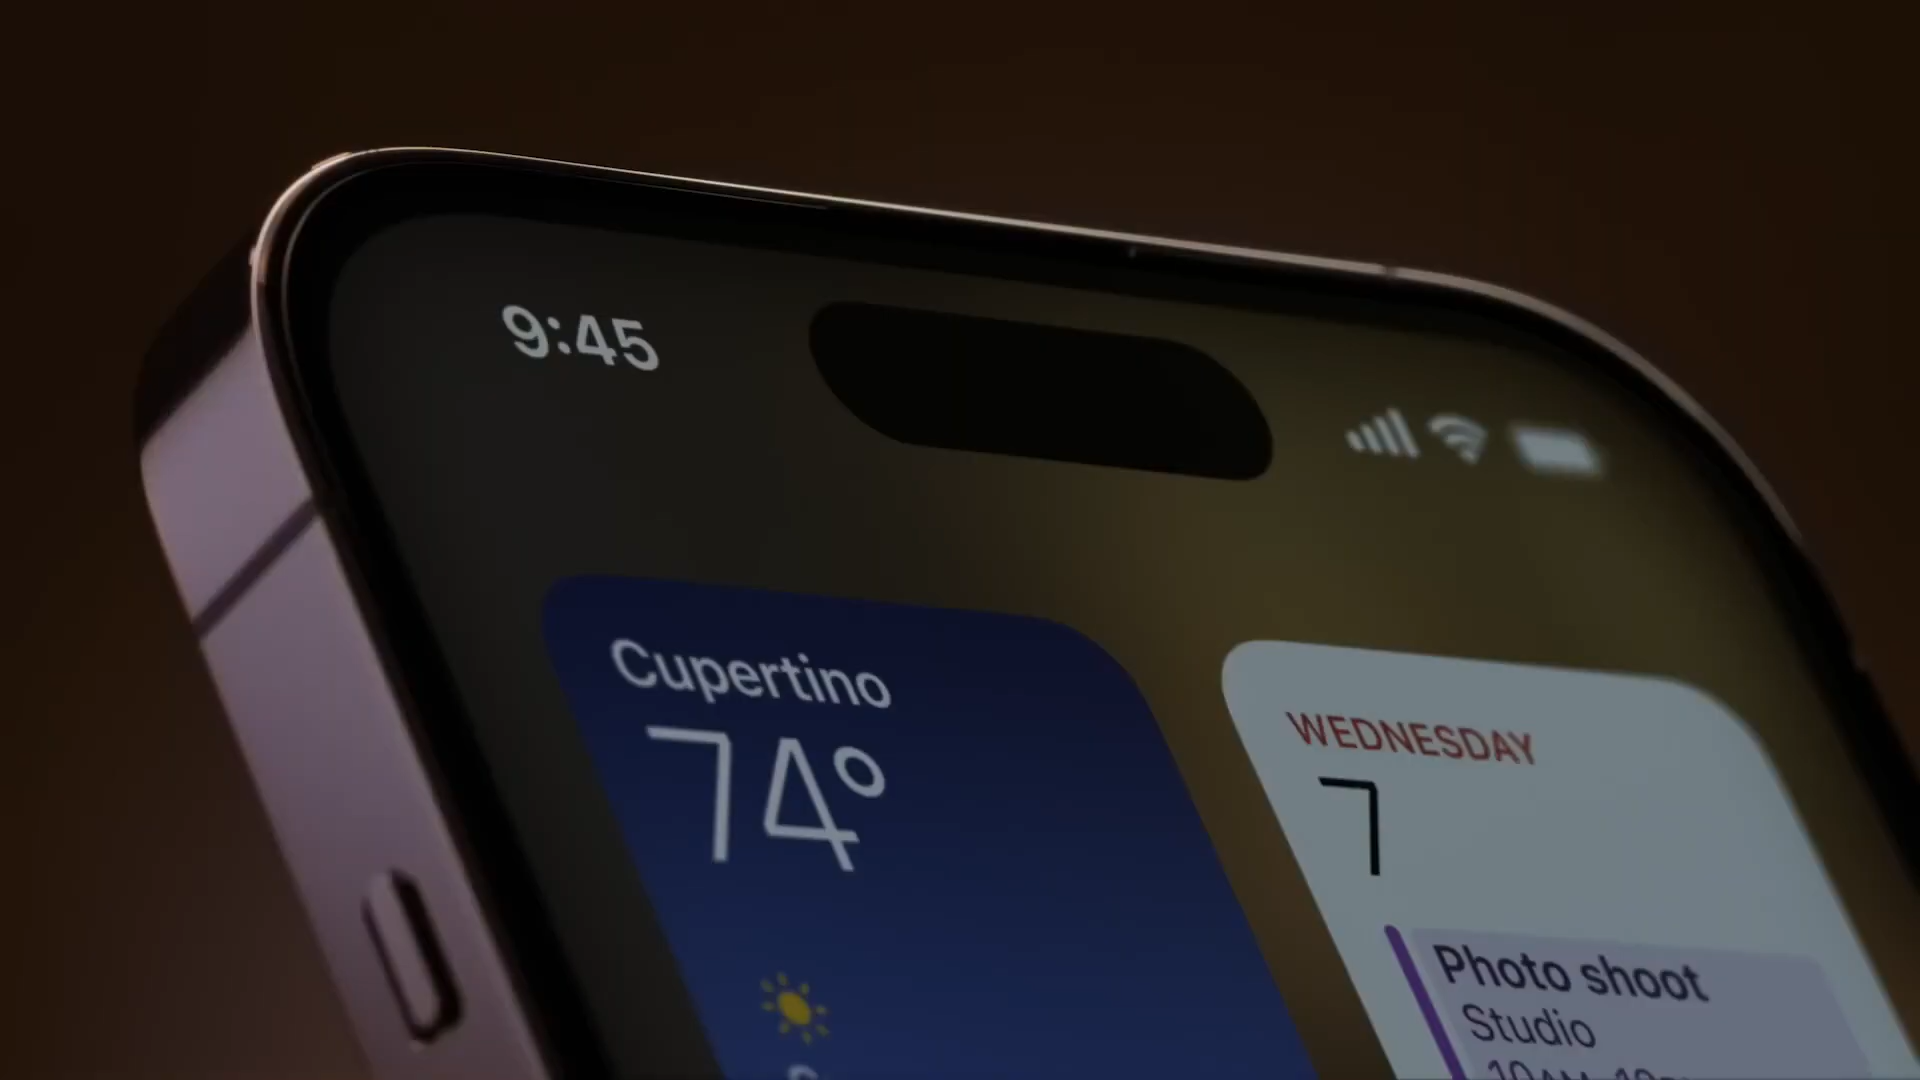 9:45
Cupertino
74°
WEDNESDAY
7
Photo shoot
Studio